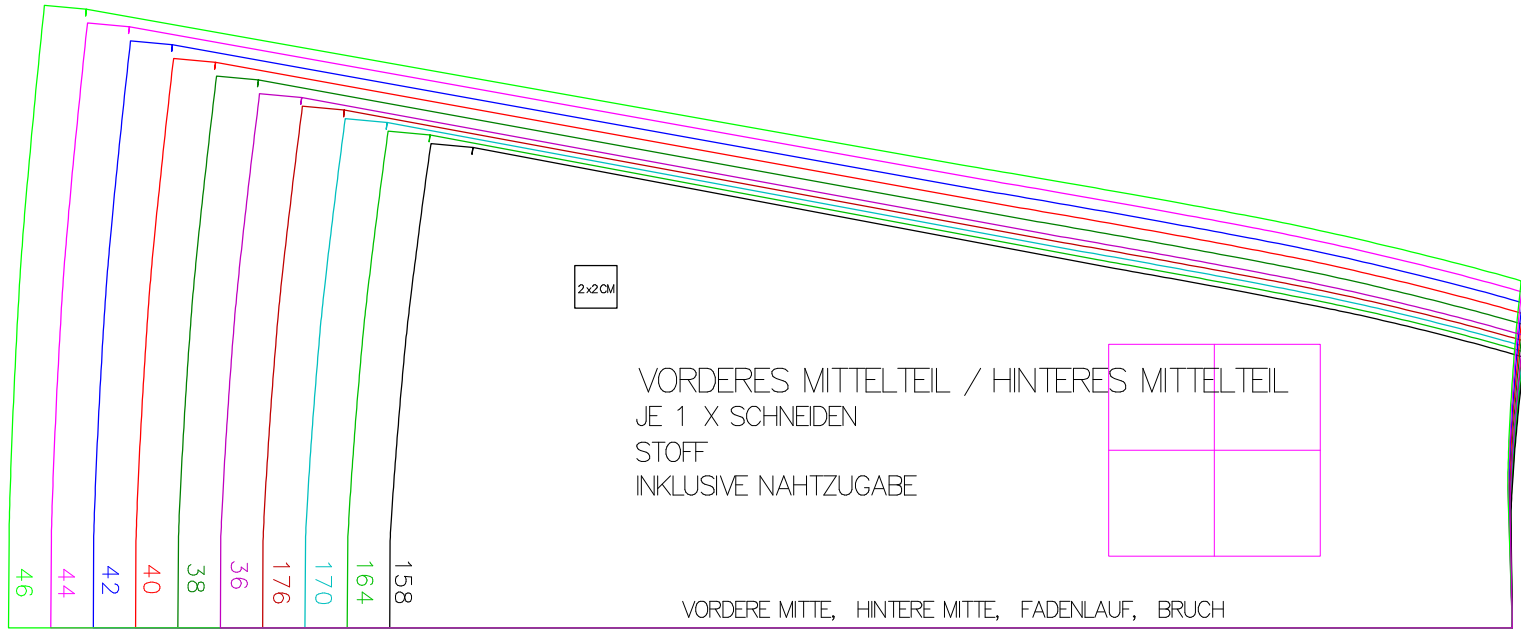 2x2CM
VORDERES MITTELTEIL / HINTERES MITTELTEIL
JE 1 X SCHNEIDEN
STOFF
INKLUSIVE NAHTZUGABE
46
44
42
40
38
36
176
170
164
158
VORDERE MITTE, HINTERE MITTE, FADENLAUF, BRUCH